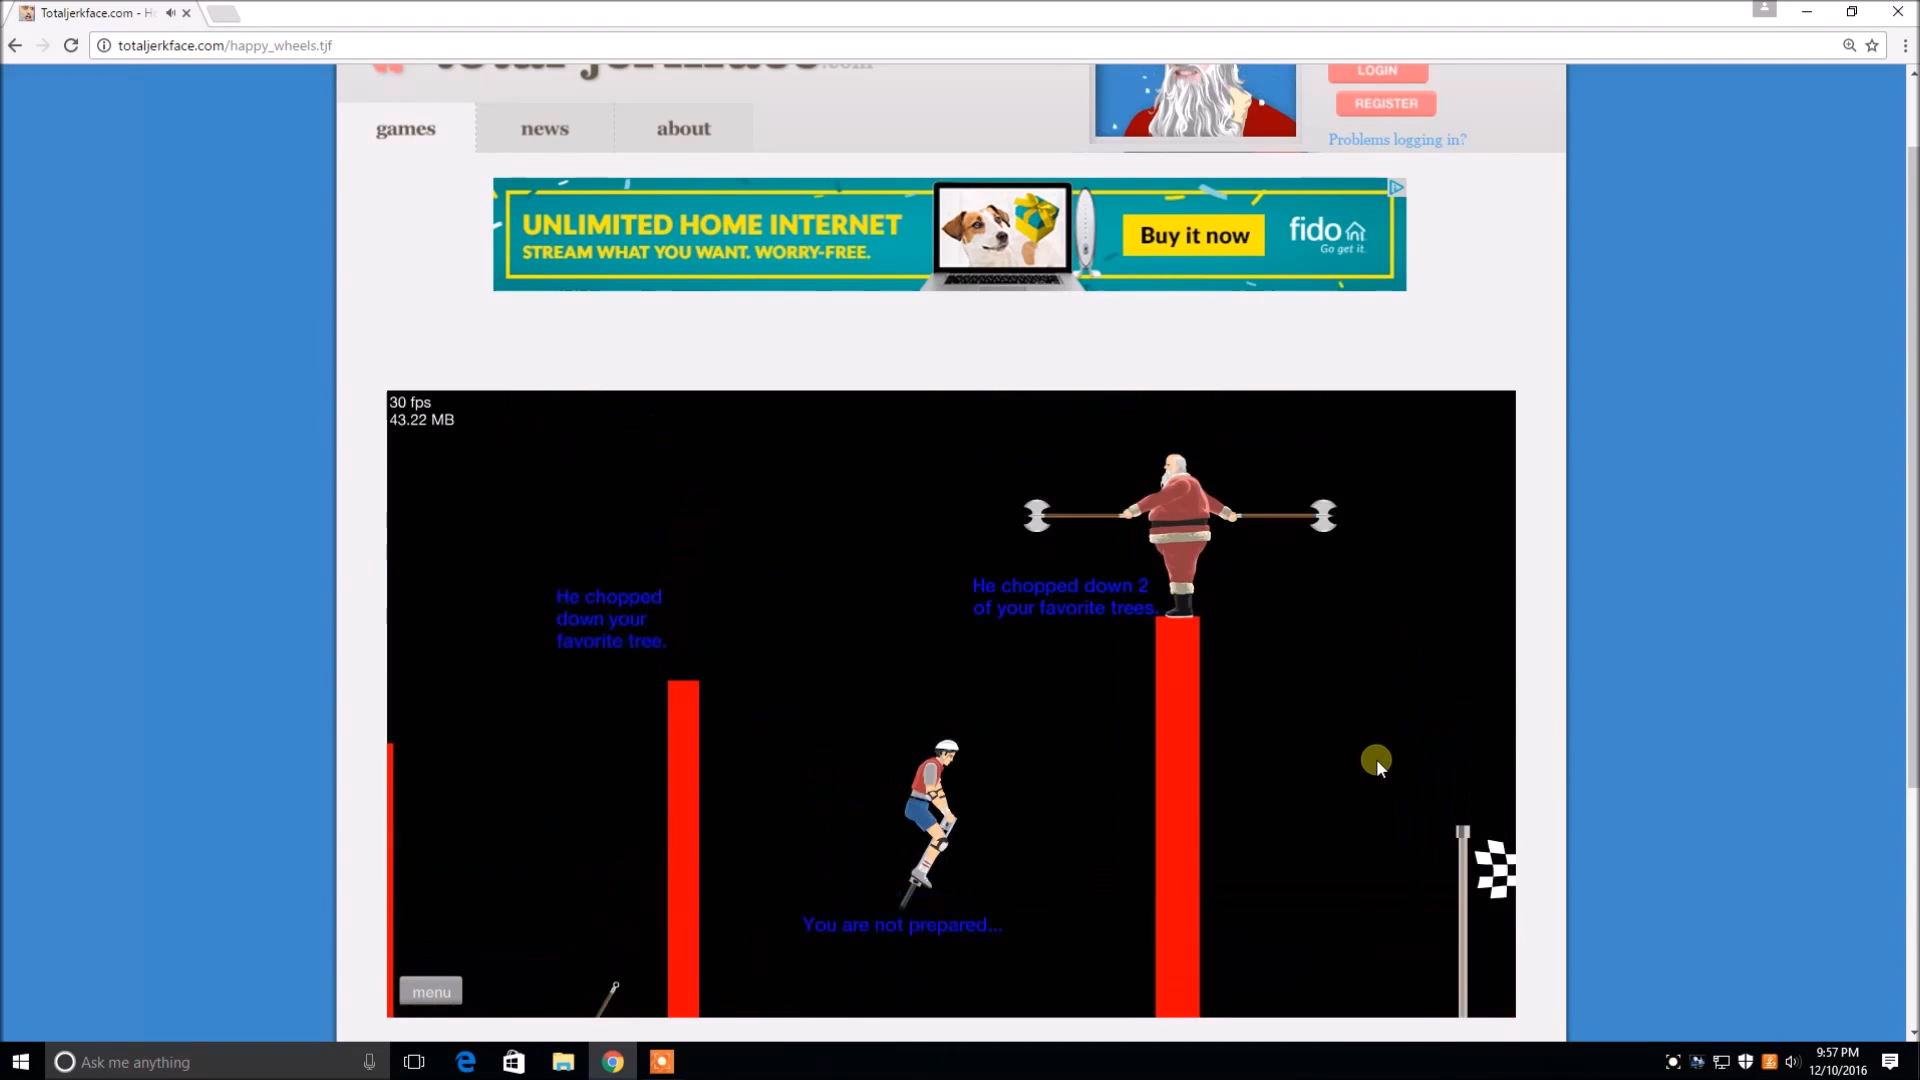 Totaljerkface.com - H
totaljerkface.com/happy_wheels.tjf
totaljerkface.com
LOGIN
REGISTER
Problems logging in?
games
news
about
UNLIMITED HOME INTERNET
STREAM WHAT YOU WANT. WORRY-FREE.
Buy it now
fido
Go get it.
30 fps
43.22 MB
He chopped
down your
favorite tree.
He chopped down 2
of your favorite trees.
You are not prepared...
menu
Ask me anything
9:57 PM
12/10/2016